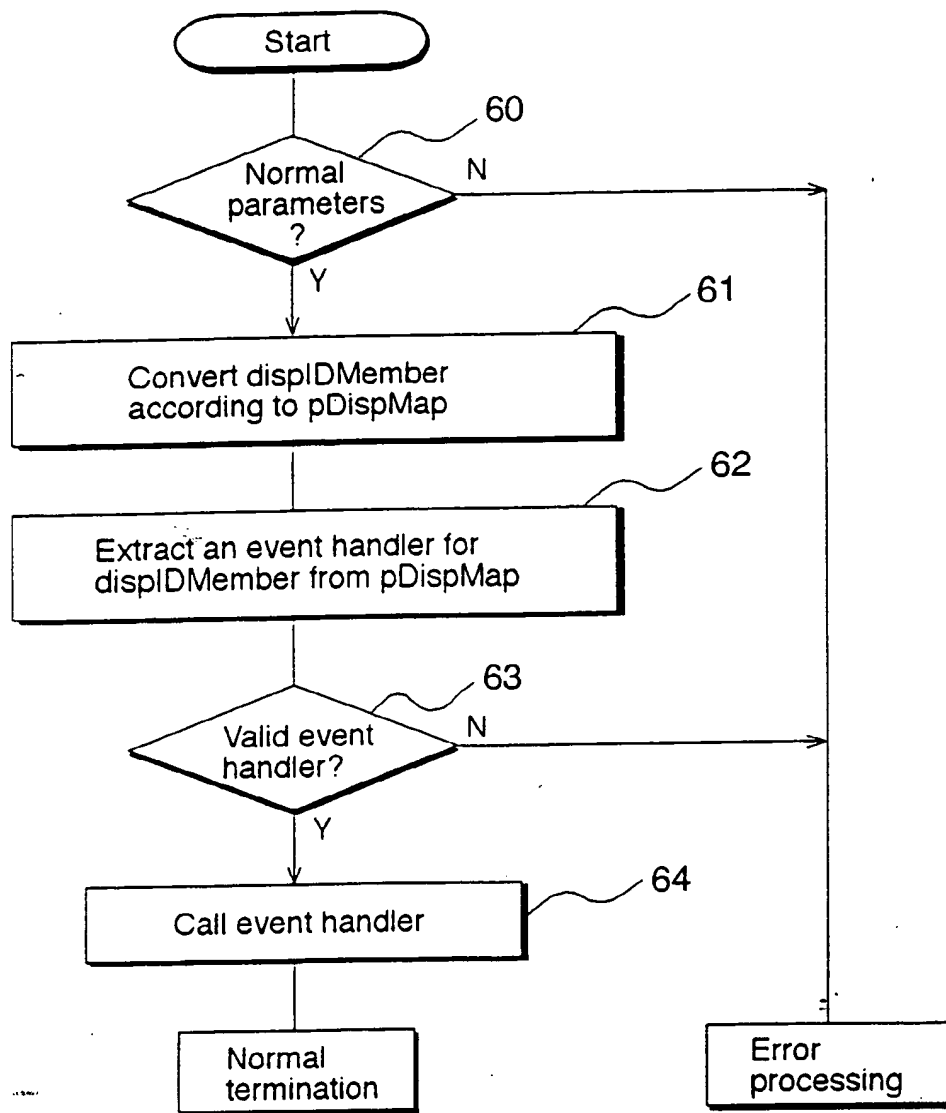 Start
60
Normal
parameters
?
N
Y
61
Convert dispIDMember
according to pDispMap
62
Extract an event handler for
dispIDMember from pDispMap
63
Valid event
handler?
N
Y
64
Call event handler
Normal
termination
Error
processing